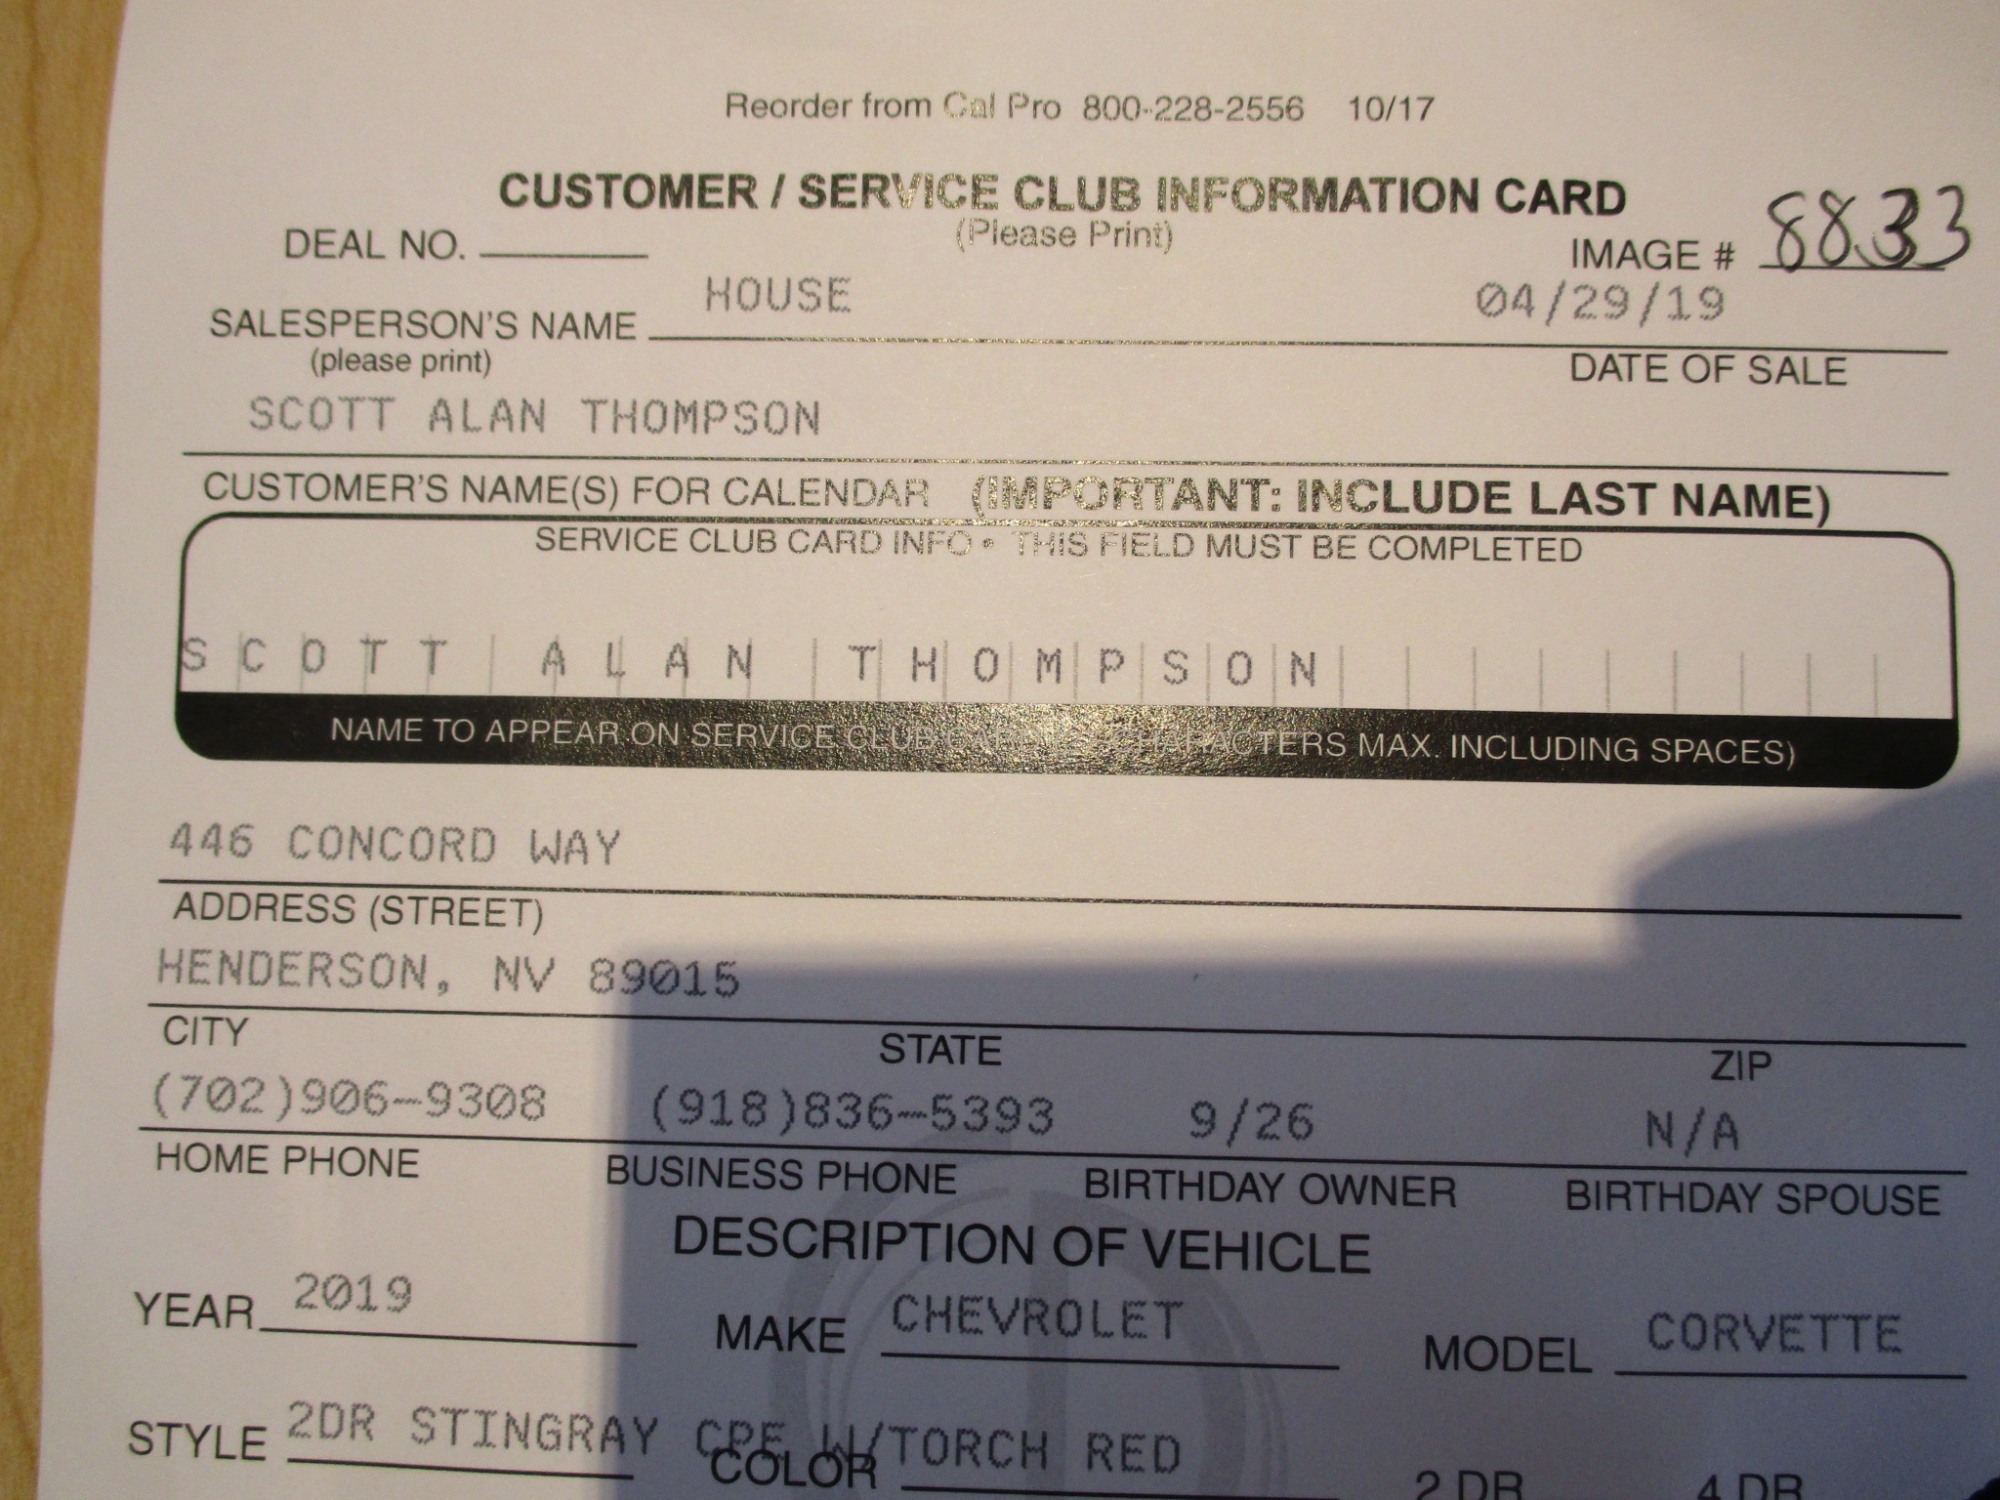 Reorder from Cal Pro 800-228-2556 10/17
CUSTOMER / SERVICE CLUB INFORMATION CARD
(Please Print)
DEAL NO. IMAGE # 8833
HOUSE 04/29/19
SALESPERSON'S NAME
(please print) DATE OF SALE
SCOTT ALAN THOMPSON
CUSTOMER'S NAME(S) FOR CALENDAR (IMPORTANT: INCLUDE LAST NAME)
SERVICE CLUB CARD INFO • THIS FIELD MUST BE COMPLETED
SCOTT ALAN THOMPSON
NAME TO APPEAR ON SERVICE CLUB CHARACTERS MAX. INCLUDING SPACES)
446 CONCORD WAY
ADDRESS (STREET)
HENDERSON, NV 89015
CITY STATE ZIP
(702)906-9308 (918)836-5393 9/26 N/A
HOME PHONE BUSINESS PHONE BIRTHDAY OWNER BIRTHDAY SPOUSE
DESCRIPTION OF VEHICLE
YEAR 2019 MAKE CHEVROLET MODEL CORVETTE
STYLE 2DR STINGRAY CPE W/TORCH RED
COLOR 2 DR 4 DR